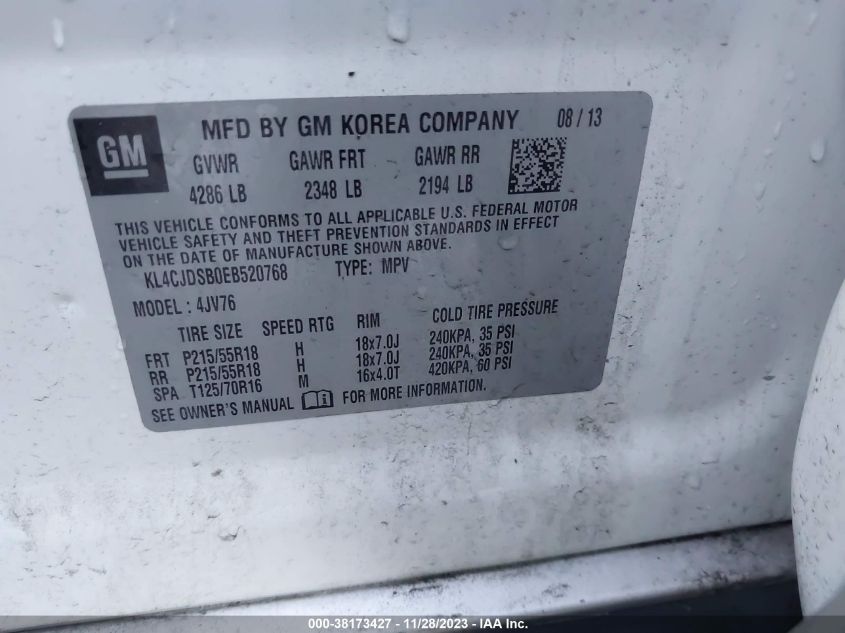 GM
MFD BY GM KOREA COMPANY 08 / 13
GVWR GAWR FRT GAWR RR
4286 LB 2348 LB 2194 LB
THIS VEHICLE CONFORMS TO ALL APPLICABLE U.S. FEDERAL MOTOR
VEHICLE SAFETY AND THEFT PREVENTION STANDARDS IN EFFECT
ON THE DATE OF MANUFACTURE SHOWN ABOVE.
KL4CJDSB0EB520768 TYPE: MPV
MODEL : 4JV76
TIRE SIZE SPEED RTG RIM COLD TIRE PRESSURE
FRT P215/55R18 H 18x7.0J 240KPA, 35 PSI
RR P215/55R18 H 18x7.0J 240KPA, 35 PSI
SPA T125/70R16 M 16x4.0T 420KPA, 60 PSI
SEE OWNER'S MANUAL FOR MORE INFORMATION.
000-38173427 - 11/28/2023 - IAA Inc.